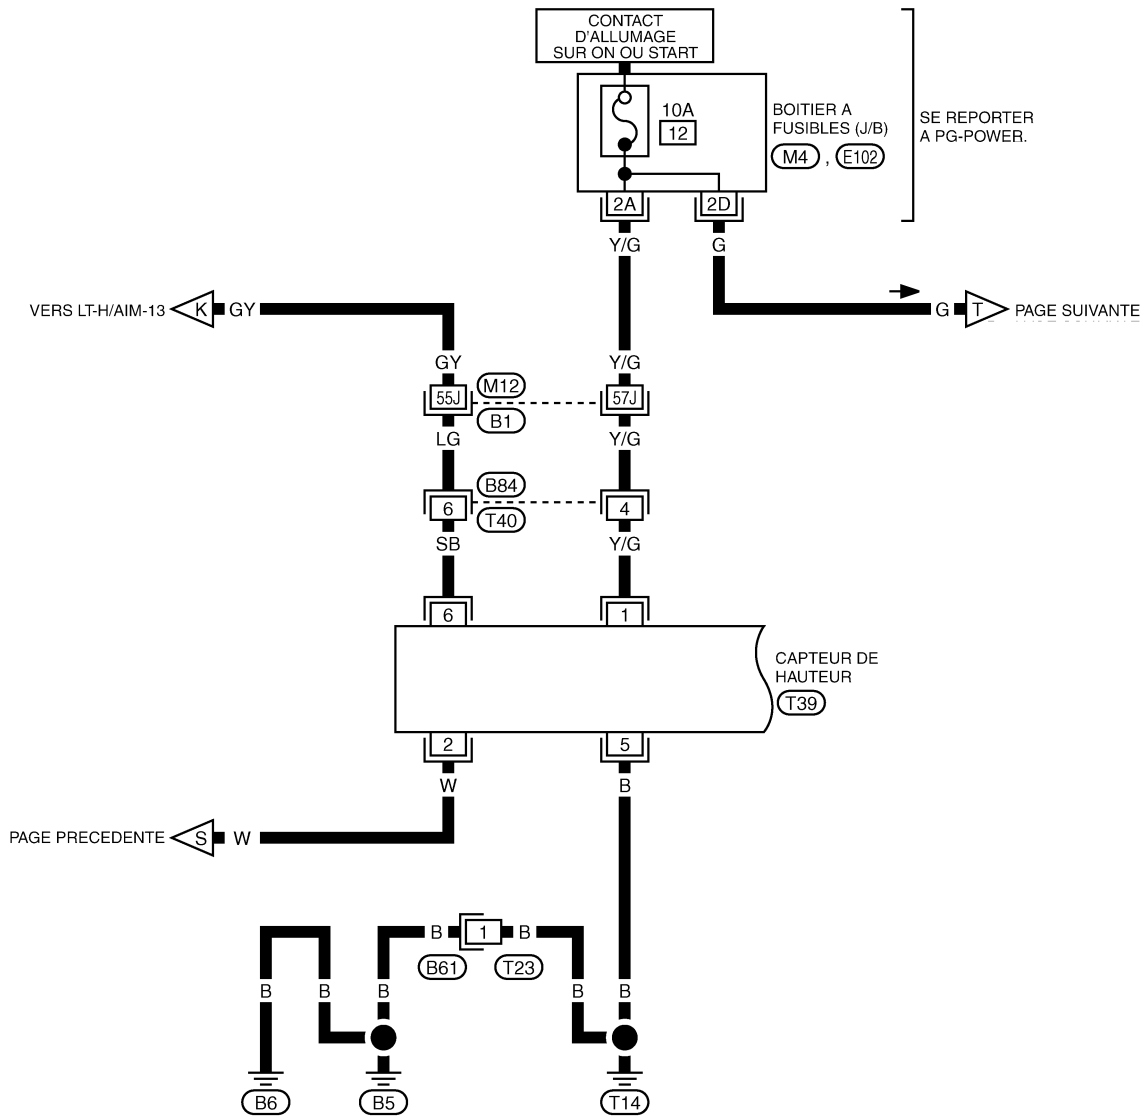 CONTACT
D'ALLUMAGE
SUR ON OU START
10A
12
BOITIER A
FUSIBLES (J/B)
M4 , E102
SE REPORTER
A PG-POWER.
2A 2D
Y/G G
VERS LT-H/AIM-13 K GY
G T PAGE SUIVANTE
GY Y/G
55J M12 57J
B1
LG Y/G
B84
6 T40 4
SB Y/G
6 1
CAPTEUR DE
HAUTEUR
T39
2 5
W B
PAGE PRECEDENTE S W
B 1 B
B61 T23
B B B B B
B6 B5 T14